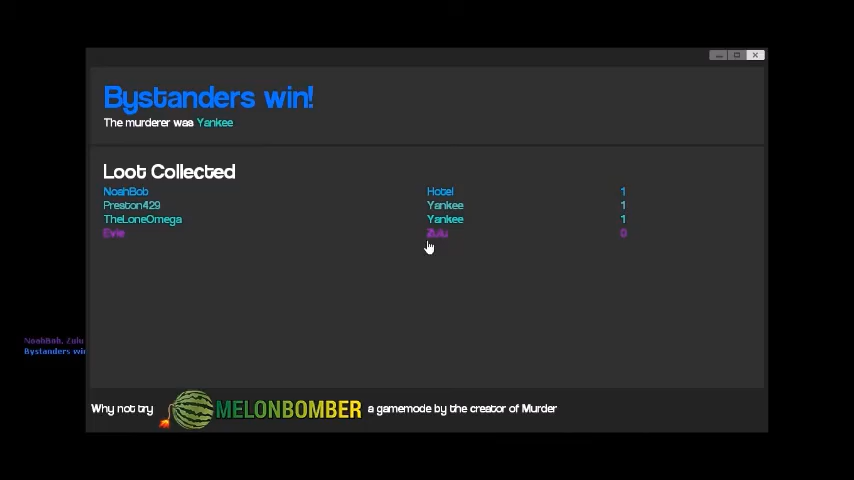 Bystanders win!
The murderer was Yankee
Loot Collected
NoahBob Hotel 1
Preston429 Yankee 1
TheLoneOmega Yankee 1
Evie Zulu 0
NoahBob, Zulu
Bystanders win
Why not try MELONBOMBER a gamemode by the creator of Murder